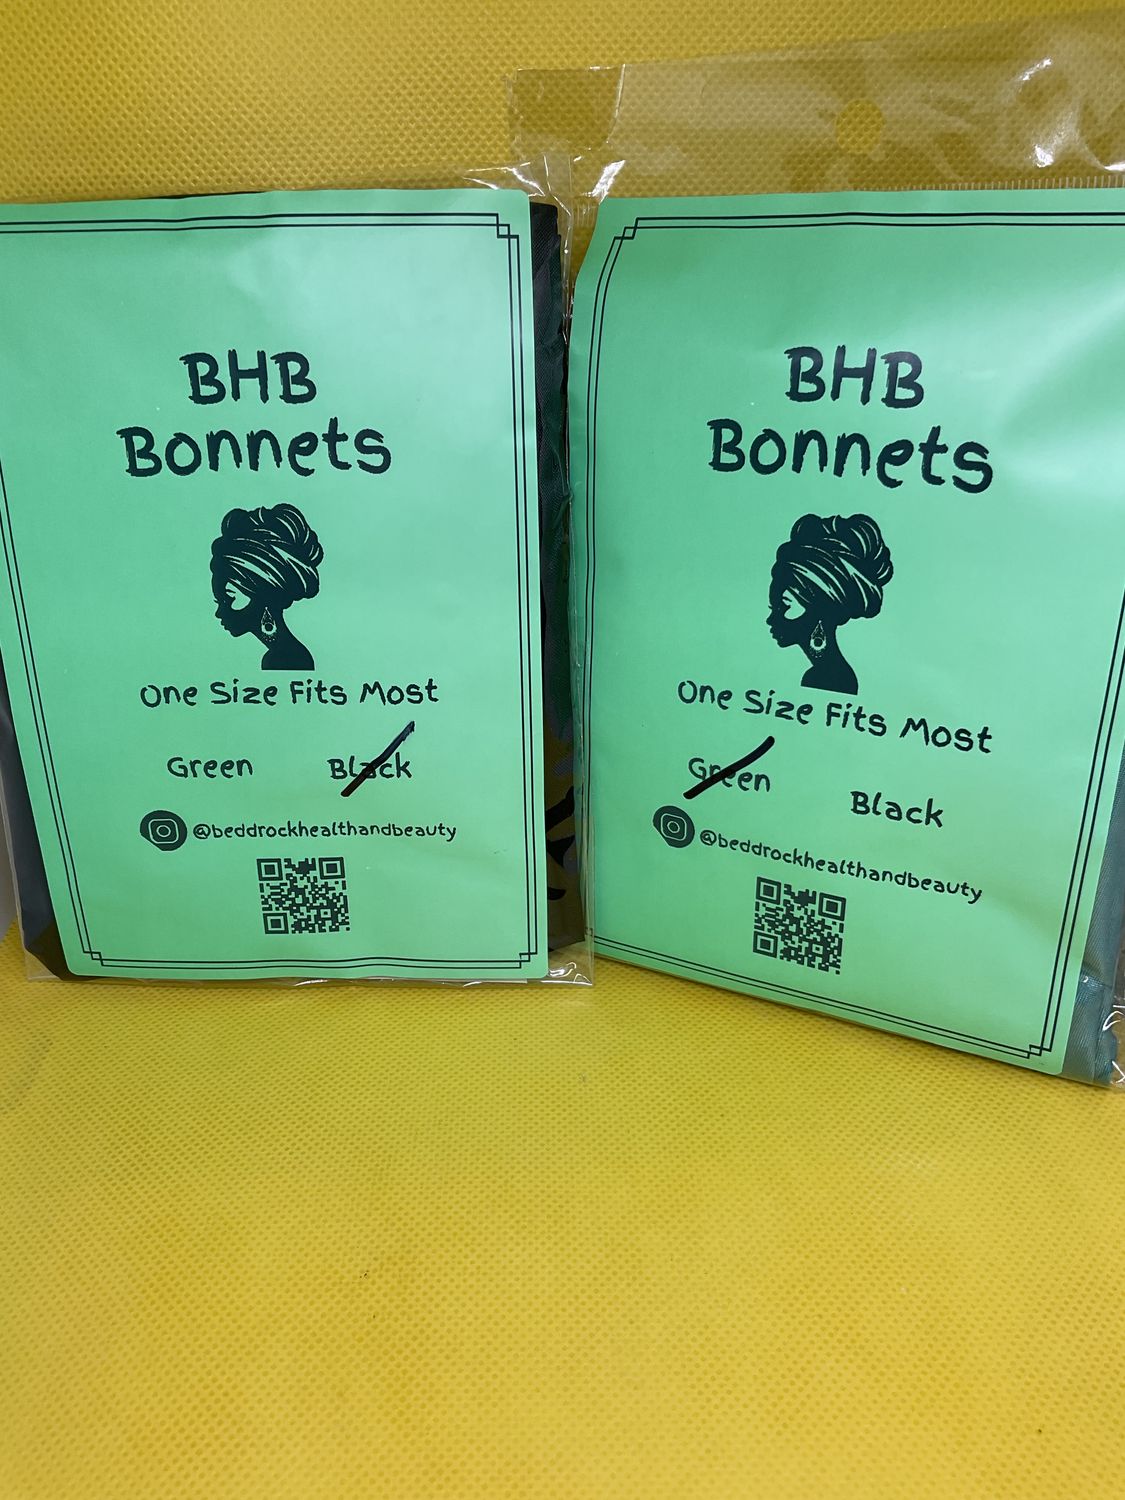 BHB
Bonnets
One Size Fits Most
Green Black
@beddrockhealthandbeauty
BHB
Bonnets
One Size Fits Most
Green Black
@beddrockhealthandbeauty